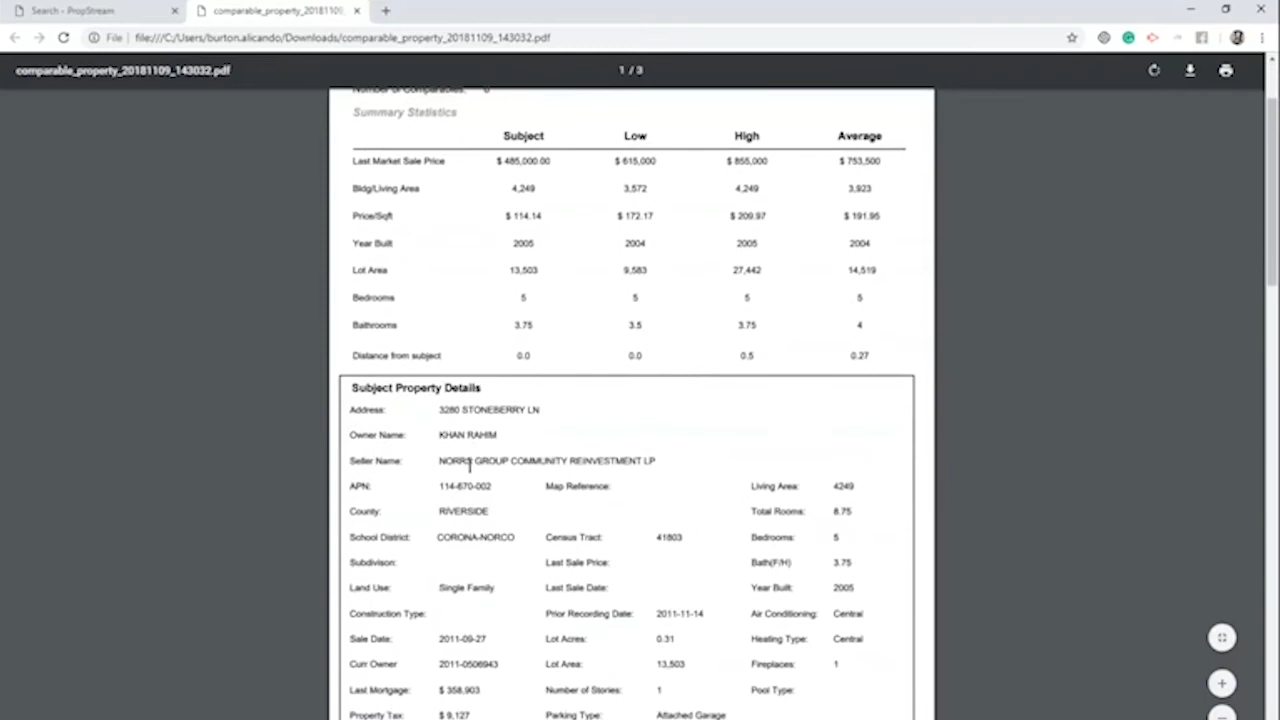 Search - PropStream
comparable_property_20181109_
File file:///C:/Users/burton.alicando/Downloads/comparable_property_20181109_143032.pdf
comparable_property_20181109_143032.pdf 1 / 3
Number of Comparables: 6
Summary Statistics
Subject Low High Average
Last Market Sale Price $ 485,000.00 $ 615,000 $ 855,000 $ 753,500
Bldg/Living Area 4,249 3,572 4,249 3,923
Price/Sqft $ 114.14 $ 172.17 $ 209.97 $ 191.95
Year Built 2005 2004 2005 2004
Lot Area 13,503 9,583 27,442 14,519
Bedrooms 5 5 5 5
Bathrooms 3.75 3.5 3.75 4
Distance from subject 0.0 0.0 0.5 0.27
Subject Property Details
Address: 3280 STONEBERRY LN
Owner Name: KHAN RAHIM
Seller Name: NORRIS GROUP COMMUNITY REINVESTMENT LP
APN: 114-670-002 Map Reference: Living Area: 4249
County: RIVERSIDE Total Rooms: 8.75
School District: CORONA-NORCO Census Tract: 41803 Bedrooms: 5
Subdivison: Last Sale Price: Bath(F/H) 3.75
Land Use: Single Family Last Sale Date: Year Built: 2005
Construction Type: Prior Recording Date: 2011-11-14 Air Conditioning: Central
Sale Date: 2011-09-27 Lot Acres: 0.31 Heating Type: Central
Curr Owner 2011-0506943 Lot Area: 13,503 Fireplaces: 1
Last Mortgage: $ 358,903 Number of Stories: 1 Pool Type:
Property Tax: $ 9,127 Parking Type: Attached Garage